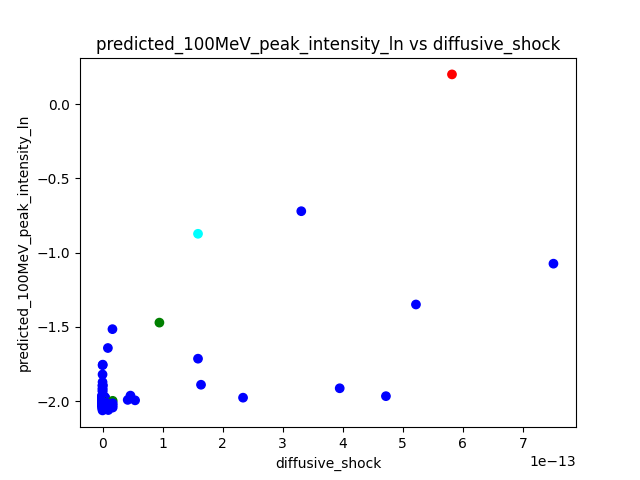 predicted_100MeV_peak_intensity_ln vs diffusive_shock
predicted_100MeV_peak_intensity_ln
0.0
−0.5
−1.0
−1.5
−2.0
0 1 2 3 4 5 6 7
1e−13
diffusive_shock